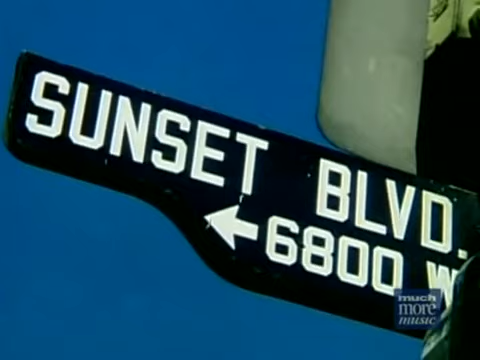 SUNSET BLVD.
6800 W
much
more
music